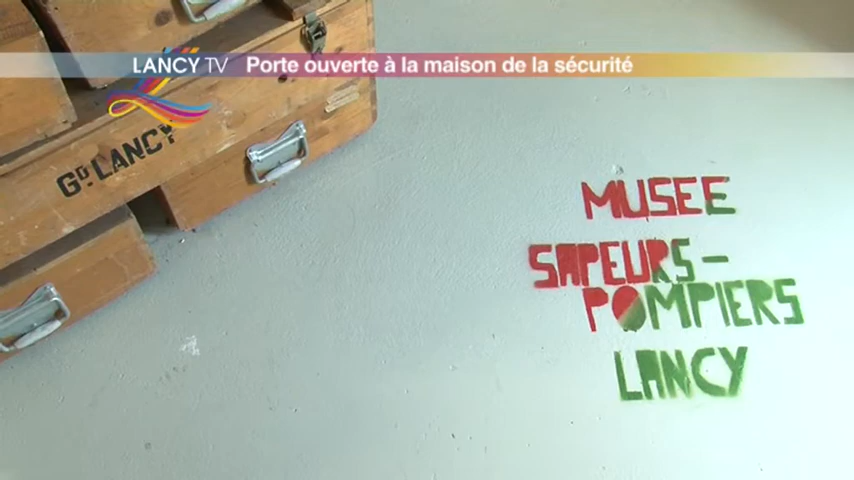 LANCY TV Porte ouverte à la maison de la sécurité
GD. LANCY
MUSEE
SAPEURS-
POMPIERS
LANCY